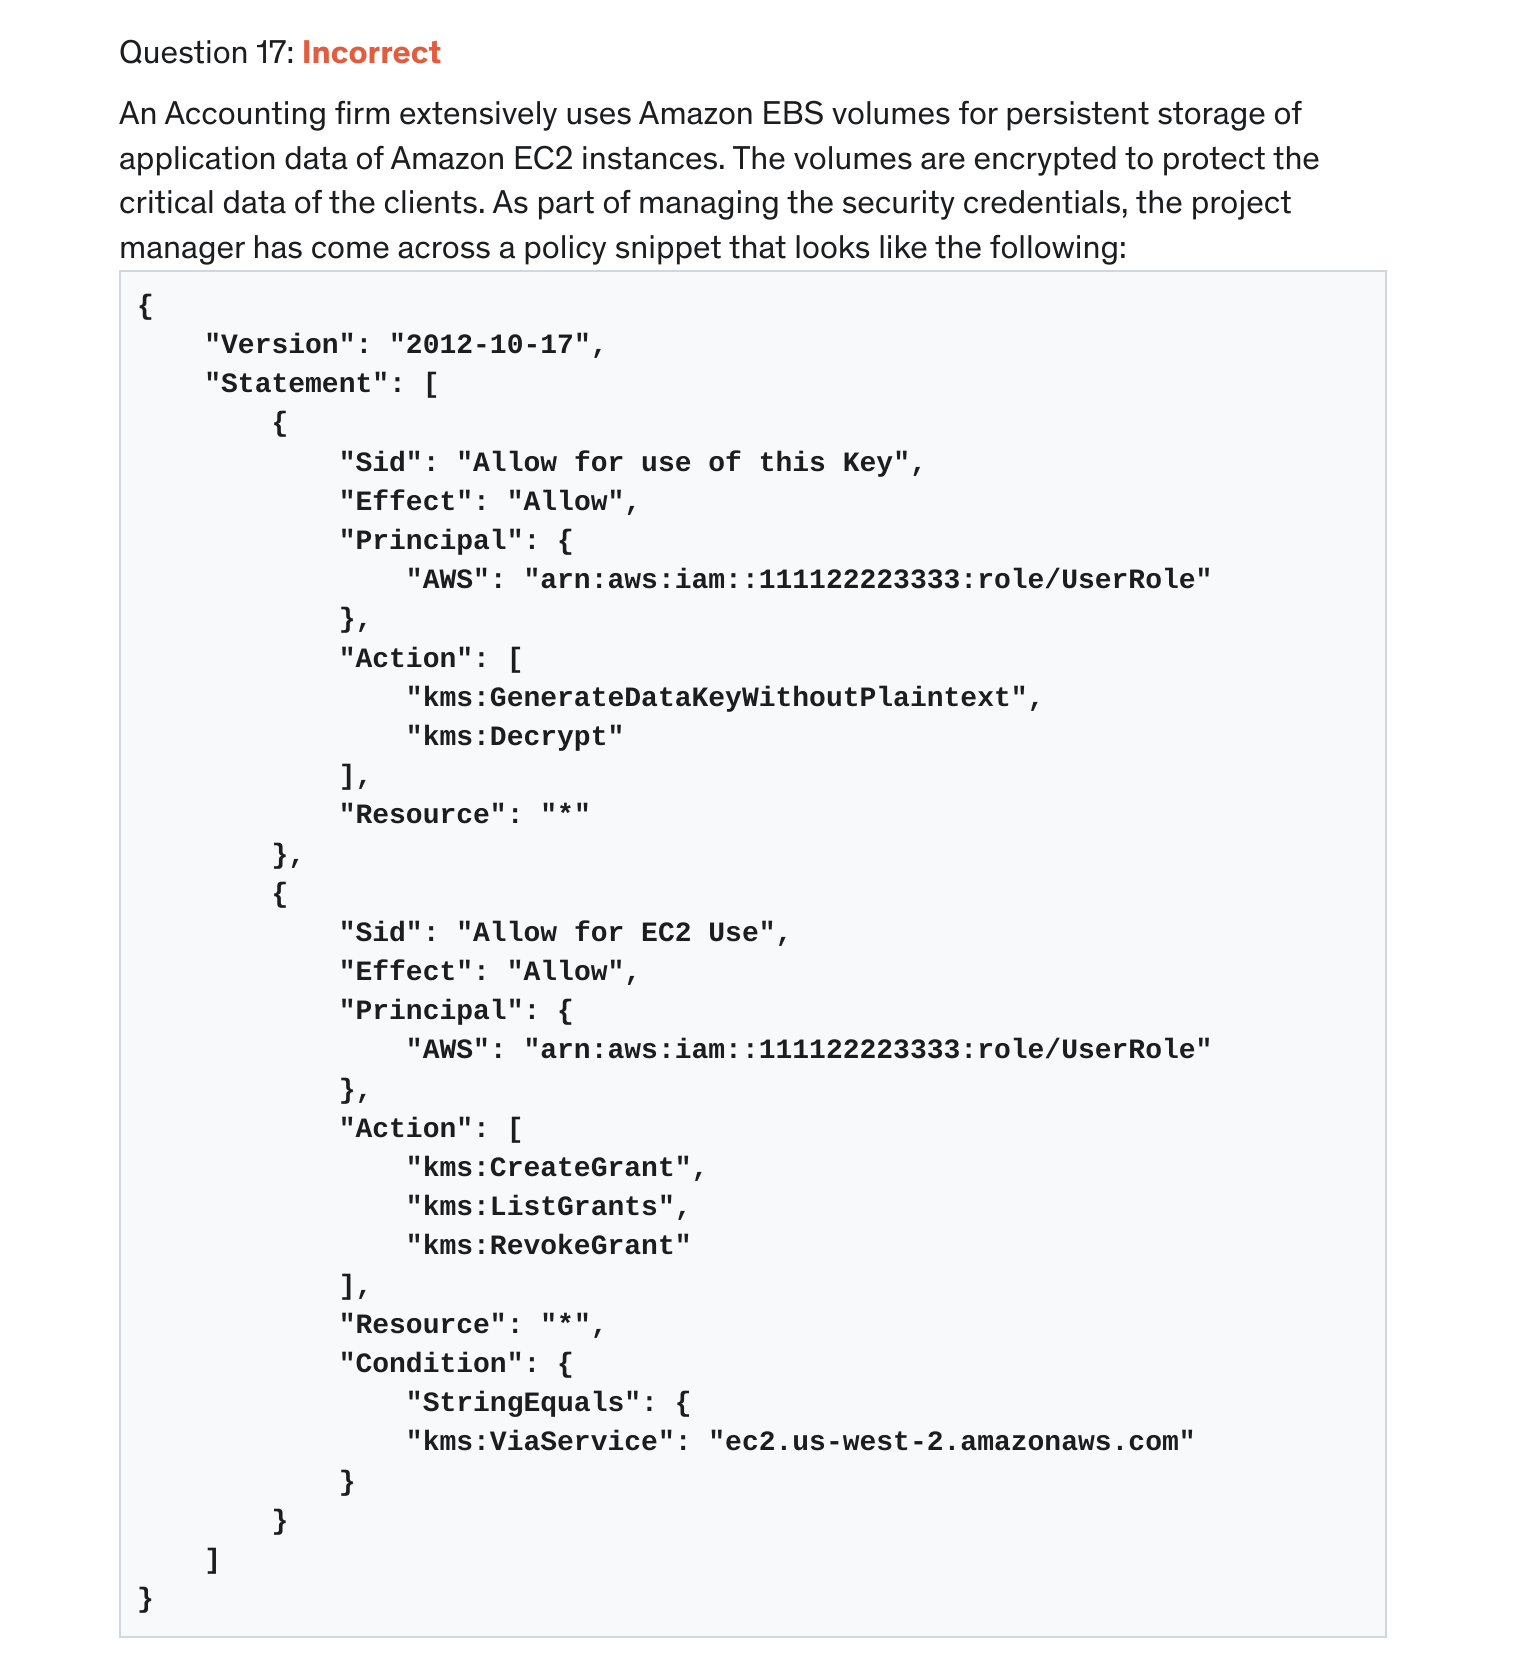 Question 17: Incorrect
An Accounting firm extensively uses Amazon EBS volumes for persistent storage of
application data of Amazon EC2 instances. The volumes are encrypted to protect the
critical data of the clients. As part of managing the security credentials, the project
manager has come across a policy snippet that looks like the following:
{
    "Version": "2012-10-17",
    "Statement": [
        {
            "Sid": "Allow for use of this Key",
            "Effect": "Allow",
            "Principal": {
                "AWS": "arn:aws:iam::111122223333:role/UserRole"
            },
            "Action": [
                "kms:GenerateDataKeyWithoutPlaintext",
                "kms:Decrypt"
            ],
            "Resource": "*"
        },
        {
            "Sid": "Allow for EC2 Use",
            "Effect": "Allow",
            "Principal": {
                "AWS": "arn:aws:iam::111122223333:role/UserRole"
            },
            "Action": [
                "kms:CreateGrant",
                "kms:ListGrants",
                "kms:RevokeGrant"
            ],
            "Resource": "*",
            "Condition": {
                "StringEquals": {
                "kms:ViaService": "ec2.us-west-2.amazonaws.com"
            }
        }
    ]
}